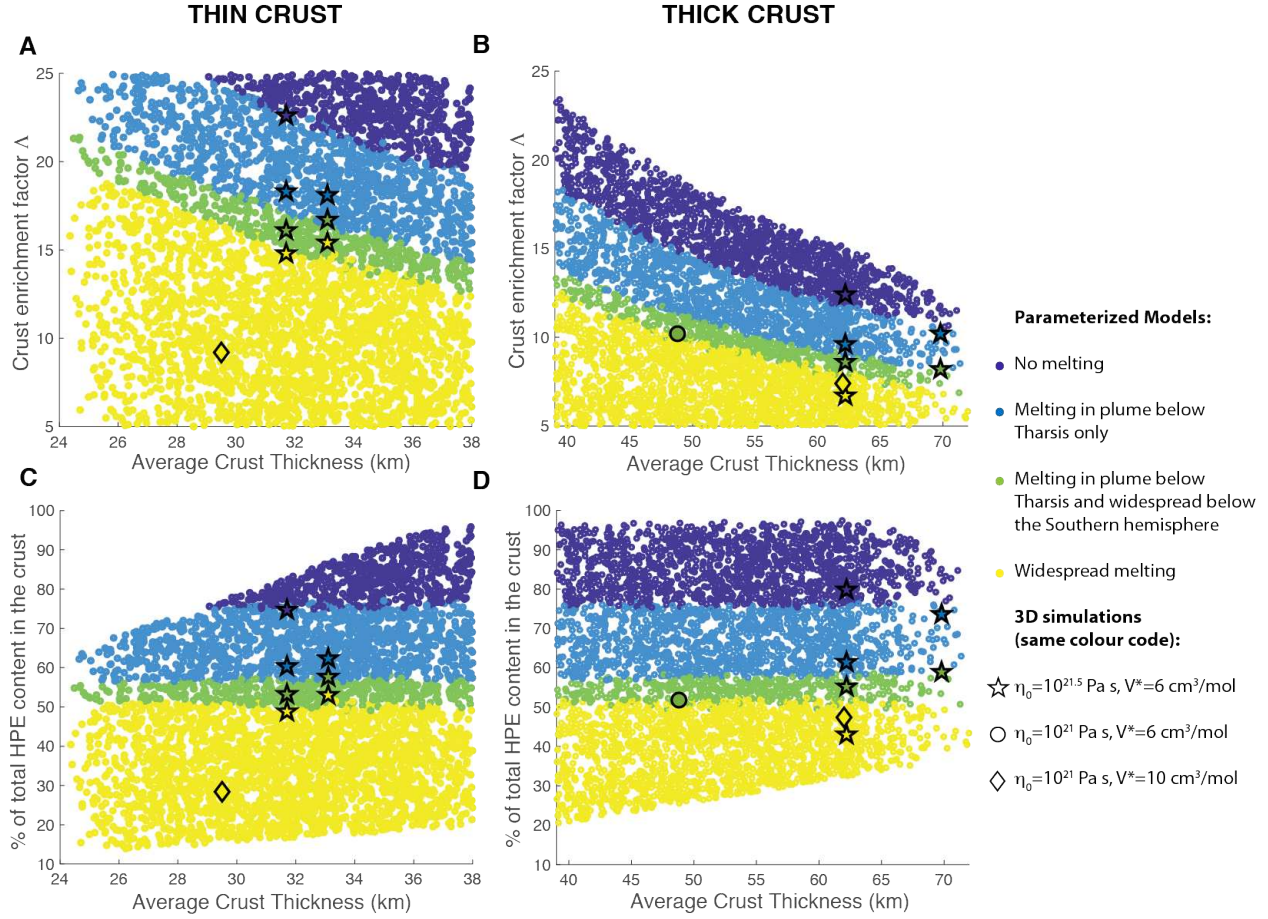 THIN CRUST
THICK CRUST
A
25
20
15
10
5
Crust enrichment factor Λ
24 26 28 30 32 34 36 38
Average Crust Thickness (km)
B
25
20
15
10
5
Crust enrichment factor Λ
40 45 50 55 60 65 70
Average Crust Thickness (km)
C
100
90
80
70
60
50
40
30
20
10
% of total HPE content in the crust
24 26 28 30 32 34 36 38
Average Crust Thickness (km)
D
100
90
80
70
60
50
40
30
20
10
% of total HPE content in the crust
40 45 50 55 60 65 70
Average Crust Thickness (km)
Parameterized Models:
No melting
Melting in plume below
Tharsis only
Melting in plume below
Tharsis and widespread below
the Southern hemisphere
Widespread melting
3D simulations
(same colour code):
η₀=10²¹·⁵ Pa s, V*=6 cm³/mol
η₀=10²¹ Pa s, V*=6 cm³/mol
η₀=10²¹ Pa s, V*=10 cm³/mol